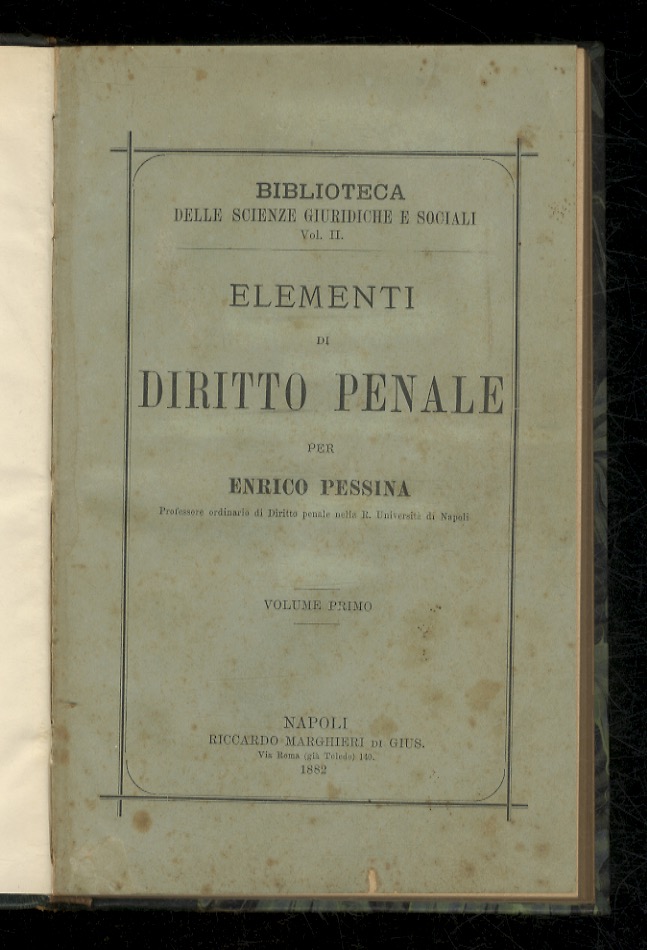 BIBLIOTECA
DELLE SCIENZE GIURIDICHE E SOCIALI
Vol. II.
ELEMENTI
DI
DIRITTO PENALE
PER
ENRICO PESSINA
Professore ordinario di Diritto penale nella R. Università di Napoli
VOLUME PRIMO
NAPOLI
RICCARDO MARGHIERI DI GIUS.
Via Roma (già Toledo) 140.
1882